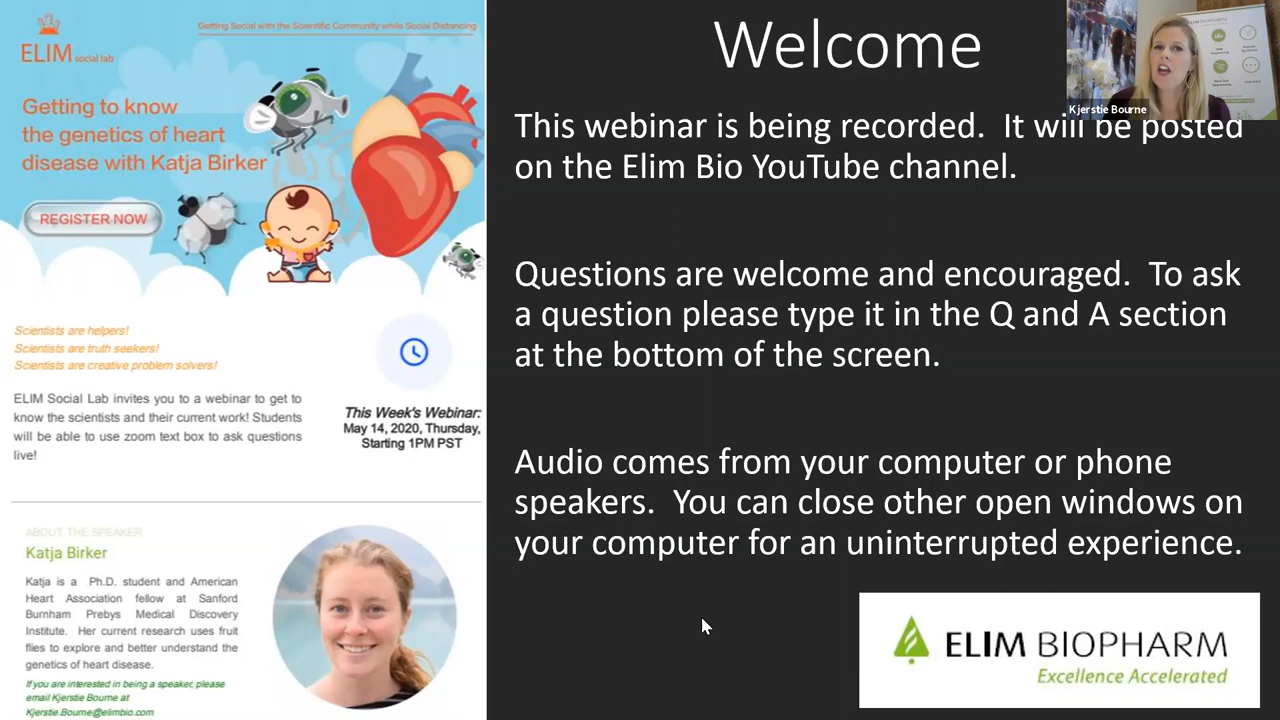 Getting Social with the Scientific Community while Social Distancing
ELIM social lab
Getting to know
the genetics of heart
disease with Katja Birker
REGISTER NOW
Scientists are helpers!
Scientists are truth seekers!
Scientists are creative problem solvers!
ELIM Social Lab invites you to a webinar to get to
know the scientists and their current work! Students
will be able to use zoom text box to ask questions
live!
This Week's Webinar:
May 14, 2020, Thursday,
Starting 1PM PST
ABOUT THE SPEAKER
Katja Birker
Katja is a Ph.D. student and American
Heart Association fellow at Sanford
Burnham Prebys Medical Discovery
Institute. Her current research uses fruit
flies to explore and better understand the
genetics of heart disease.
If you are interested in being a speaker, please
email Kjerstie Bourne at
Kjerstie.Bourne@elimbio.com
Welcome
Kjerstie Bourne
This webinar is being recorded. It will be posted
on the Elim Bio YouTube channel.
Questions are welcome and encouraged. To ask
a question please type it in the Q and A section
at the bottom of the screen.
Audio comes from your computer or phone
speakers. You can close other open windows on
your computer for an uninterrupted experience.
ELIM BIOPHARM
Excellence Accelerated